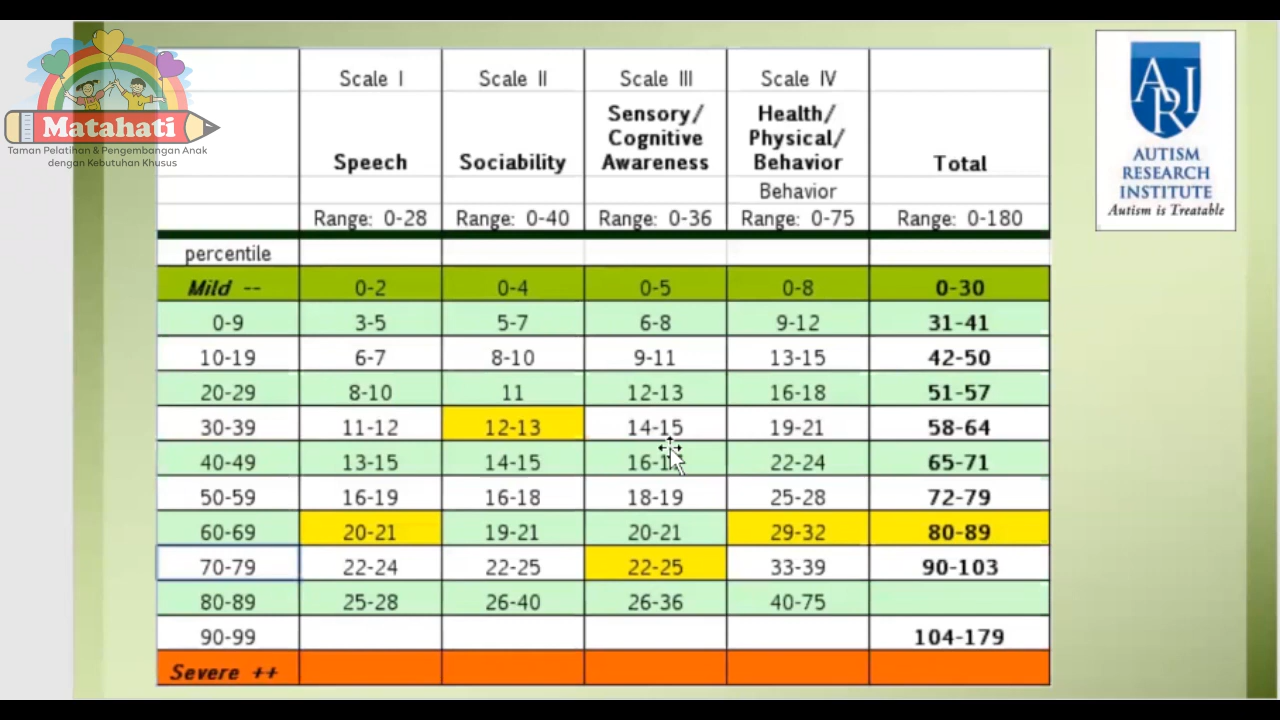 Matahati
Taman Pelatihan & Pengembangan Anak
dengan Kebutuhan Khusus
Scale I Scale II Scale III Scale IV
Speech Sociability Sensory/ Cognitive Awareness Health/ Physical/ Behavior Total
Behavior
Range: 0-28 Range: 0-40 Range: 0-36 Range: 0-75 Range: 0-180
percentile
Mild -- 0-2 0-4 0-5 0-8 0-30
0-9 3-5 5-7 6-8 9-12 31-41
10-19 6-7 8-10 9-11 13-15 42-50
20-29 8-10 11 12-13 16-18 51-57
30-39 11-12 12-13 14-15 19-21 58-64
40-49 13-15 14-15 22-24 65-71
50-59 16-19 16-18 18-19 25-28 72-79
60-69 20-21 19-21 20-21 29-32 80-89
70-79 22-24 22-25 22-25 33-39 90-103
80-89 25-28 26-40 26-36 40-75
90-99 104-179
Severe ++
ARI
AUTISM
RESEARCH
INSTITUTE
Autism is Treatable